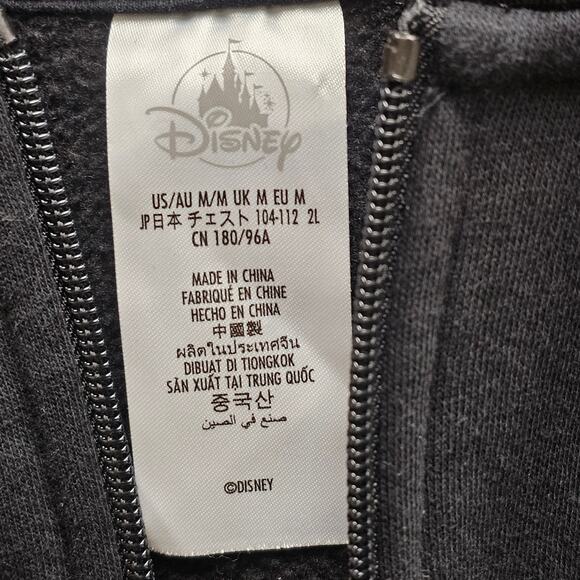 Disney
US/AU M/M UK M EU M
JP日本 チェスト 104-112 2L
CN 180/96A
MADE IN CHINA
FABRIQUÉ EN CHINE
HECHO EN CHINA
中國製
ผลิตในประเทศจีน
DIBUAT DI TIONGKOK
SẢN XUẤT TẠI TRUNG QUỐC
중국산
صنع في الصين
©DISNEY